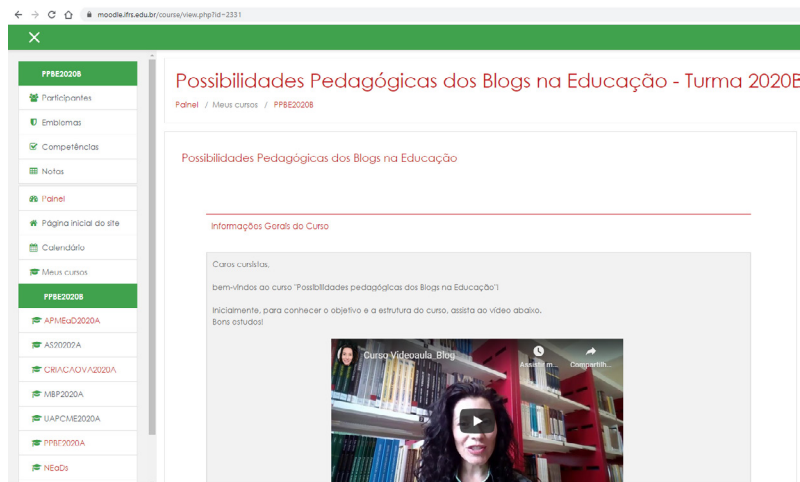 moodle.ifrs.edu.br/course/view.php?id=2331
PPBE2020B
Participantes
Emblemas
Competências
Notas
Painel
Página inicial do site
Calendário
Meus cursos
PPBE2020B
APMEaD2020A
AS20202A
CRIACAOVA2020A
MBP2020A
UAPCME2020A
PPBE2020A
NEaDs
Possibilidades Pedagógicas dos Blogs na Educação - Turma 2020B
Painel / Meus cursos / PPBE2020B
Possibilidades Pedagógicas dos Blogs na Educação
Informações Gerais do Curso
Caros cursistas,
bem-vindos ao curso "Possibilidades pedagógicas dos Blogs na Educação"!
Inicialmente, para conhecer o objetivo e a estrutura do curso, assista ao vídeo abaixo.
Bons estudos!
Curso Videoaula_Blog
Assistir m...
Compartilh...